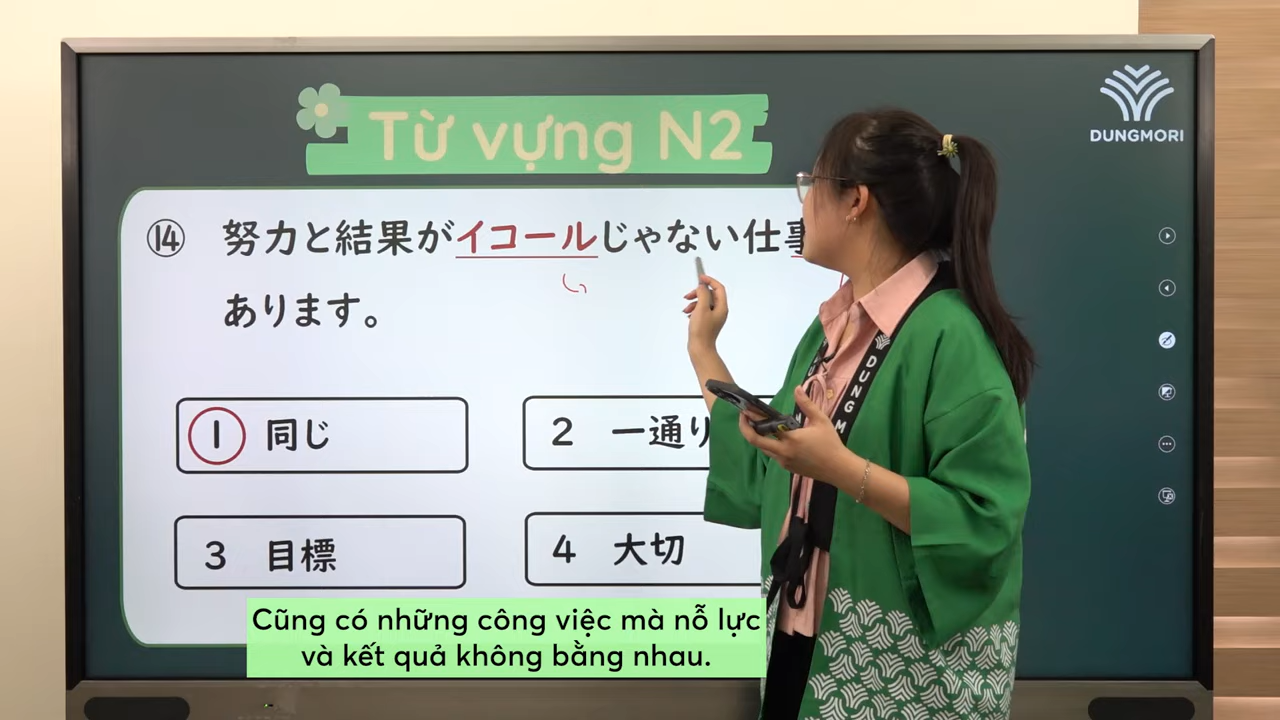 DUNGMORI
Từ vựng N2
⑭ 努力と結果がイコールじゃない仕事
あります。
① 同じ
2 一通り
3 目標
4 大切
DUNG M
Cũng có những công việc mà nỗ lực
và kết quả không bằng nhau.